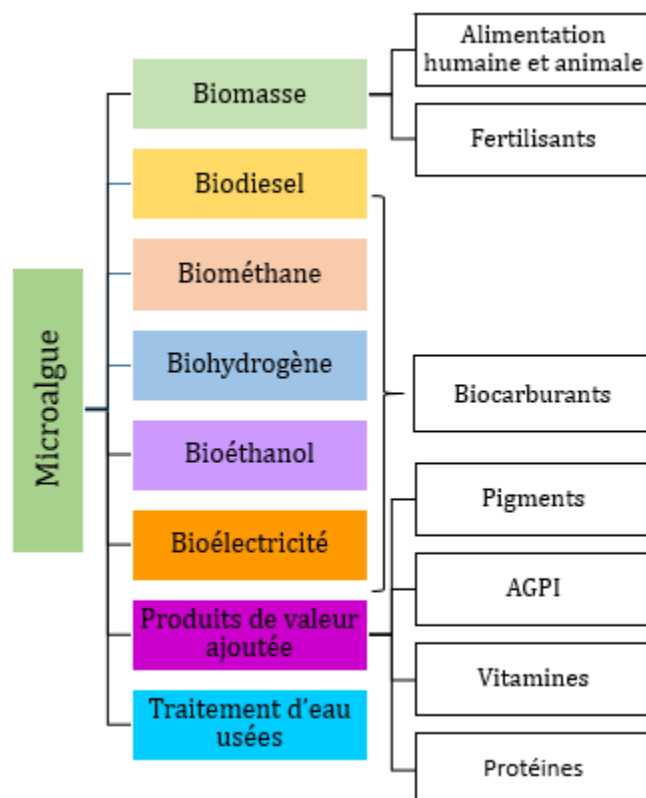 Microalgue
Biomasse
Alimentation
humaine et animale
Fertilisants
Biodiesel
Biométhane
Biohydrogène
Bioéthanol
Bioélectricité
Biocarburants
Produits de valeur
ajoutée
Pigments
AGPI
Vitamines
Protéines
Traitement d’eau
usées